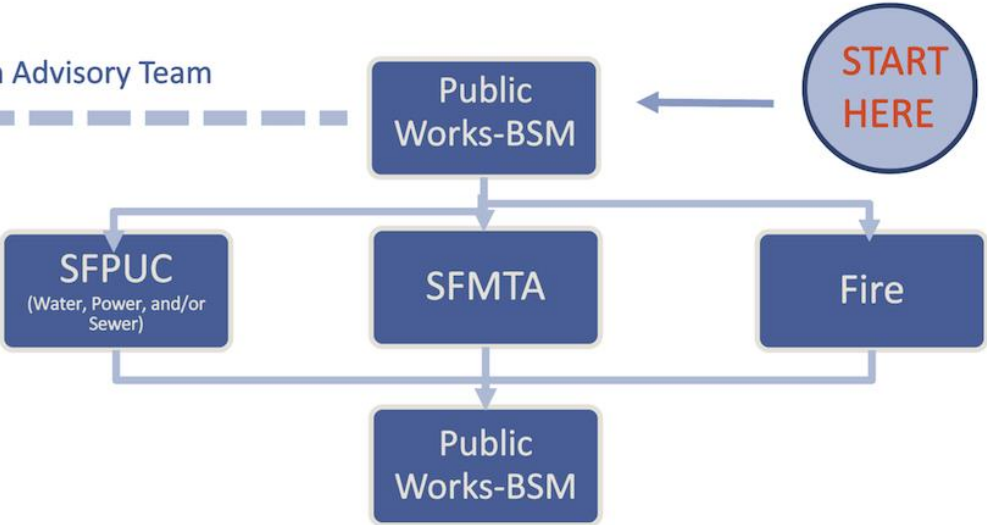 Advisory Team
START
HERE
Public
Works-BSM
SFPUC
(Water, Power, and/or
Sewer)
SFMTA
Fire
Public
Works-BSM